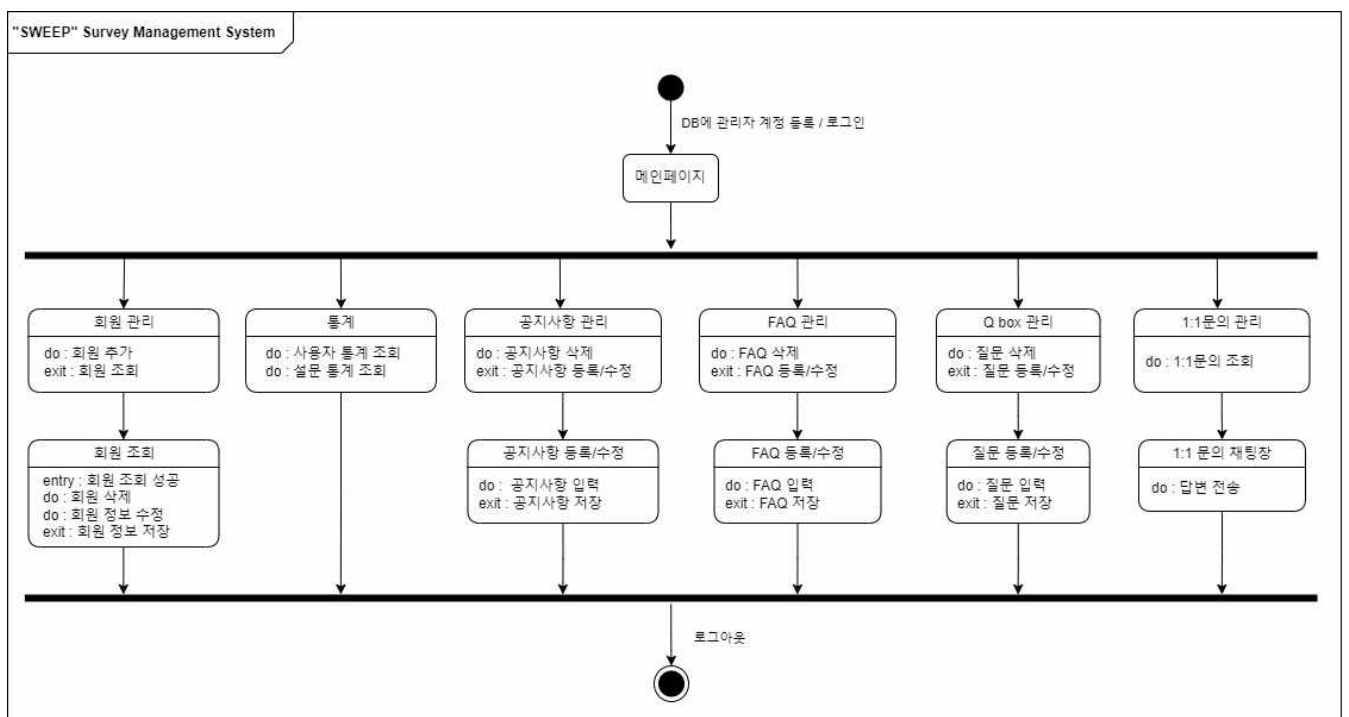 "SWEEP" Survey Management System
DB에 관리자 계정 등록 / 로그인
메인페이지
회원 관리
do : 회원 추가
exit : 회원 조회
통계
do : 사용자 통계 조회
do : 설문 통계 조회
공지사항 관리
do : 공지사항 삭제
exit : 공지사항 등록/수정
FAQ 관리
do : FAQ 삭제
exit : FAQ 등록/수정
Q box 관리
do : 질문 삭제
exit : 질문 등록/수정
1:1문의 관리
do : 1:1문의 조회
회원 조회
entry : 회원 조회 성공
do : 회원 삭제
do : 회원 정보 수정
exit : 회원 정보 저장
공지사항 등록/수정
do : 공지사항 입력
exit : 공지사항 저장
FAQ 등록/수정
do : FAQ 입력
exit : FAQ 저장
질문 등록/수정
do : 질문 입력
exit : 질문 저장
1:1 문의 채팅창
do : 답변 전송
로그아웃